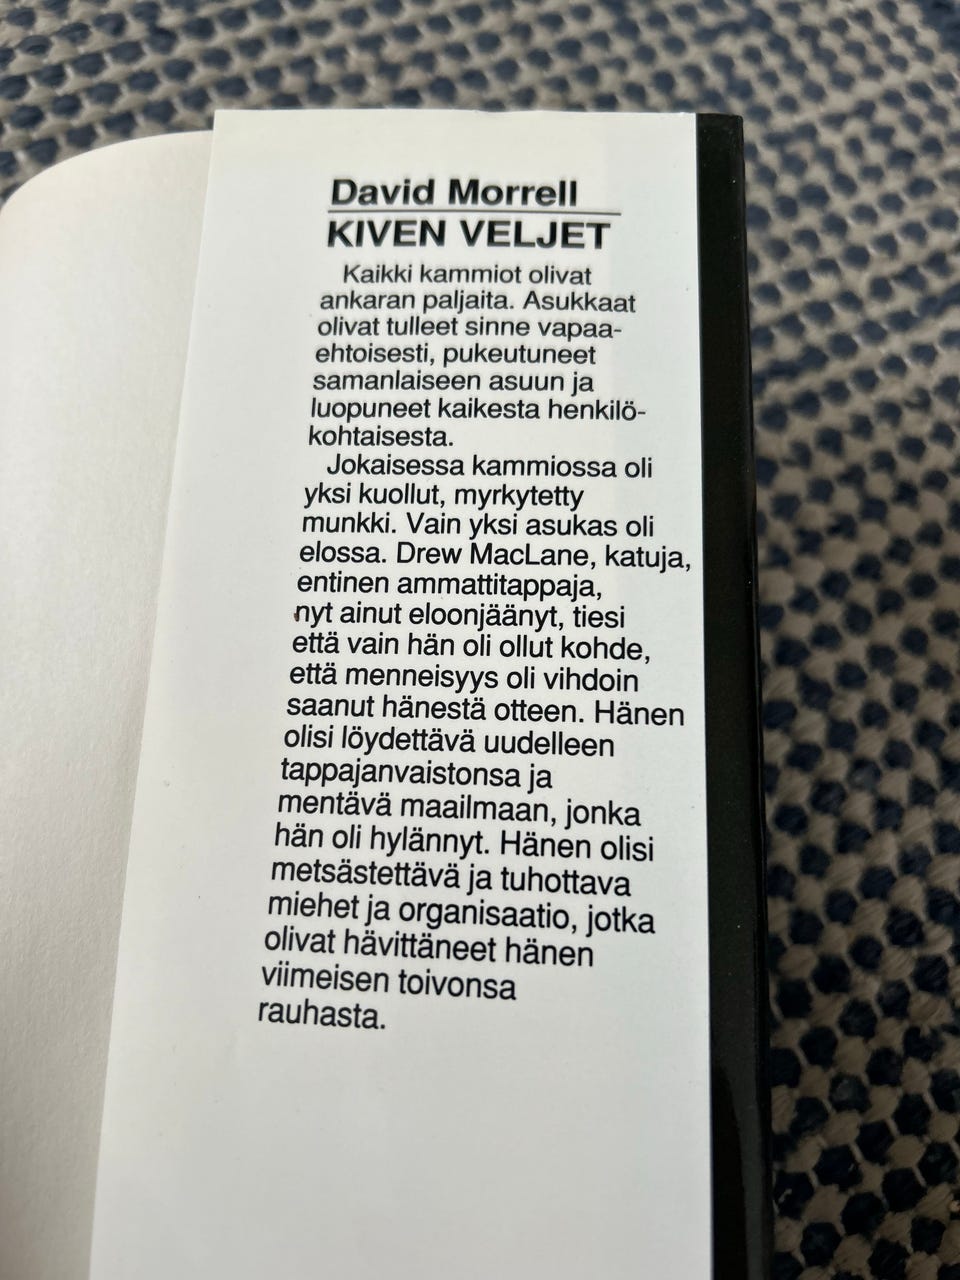 David Morrell
KIVEN VELJET
Kaikki kammiot olivat
ankaran paljaita. Asukkaat
olivat tulleet sinne vapaa-
ehtoisesti, pukeutuneet
samanlaiseen asuun ja
luopuneet kaikesta henkilö-
kohtaisesta.
Jokaisessa kammiossa oli
yksi kuollut, myrkytetty
munkki. Vain yksi asukas oli
elossa. Drew MacLane, katuja,
entinen ammattitappaja,
nyt ainut eloonjäänyt, tiesi
että vain hän oli ollut kohde,
että menneisyys oli vihdoin
saanut hänestä otteen. Hänen
olisi löydettävä uudelleen
tappajanvaistonsa ja
mentävä maailmaan, jonka
hän oli hylännyt. Hänen olisi
metsästettävä ja tuhottava
miehet ja organisaatio, jotka
olivat hävittäneet hänen
viimeisen toivonsa
rauhasta.